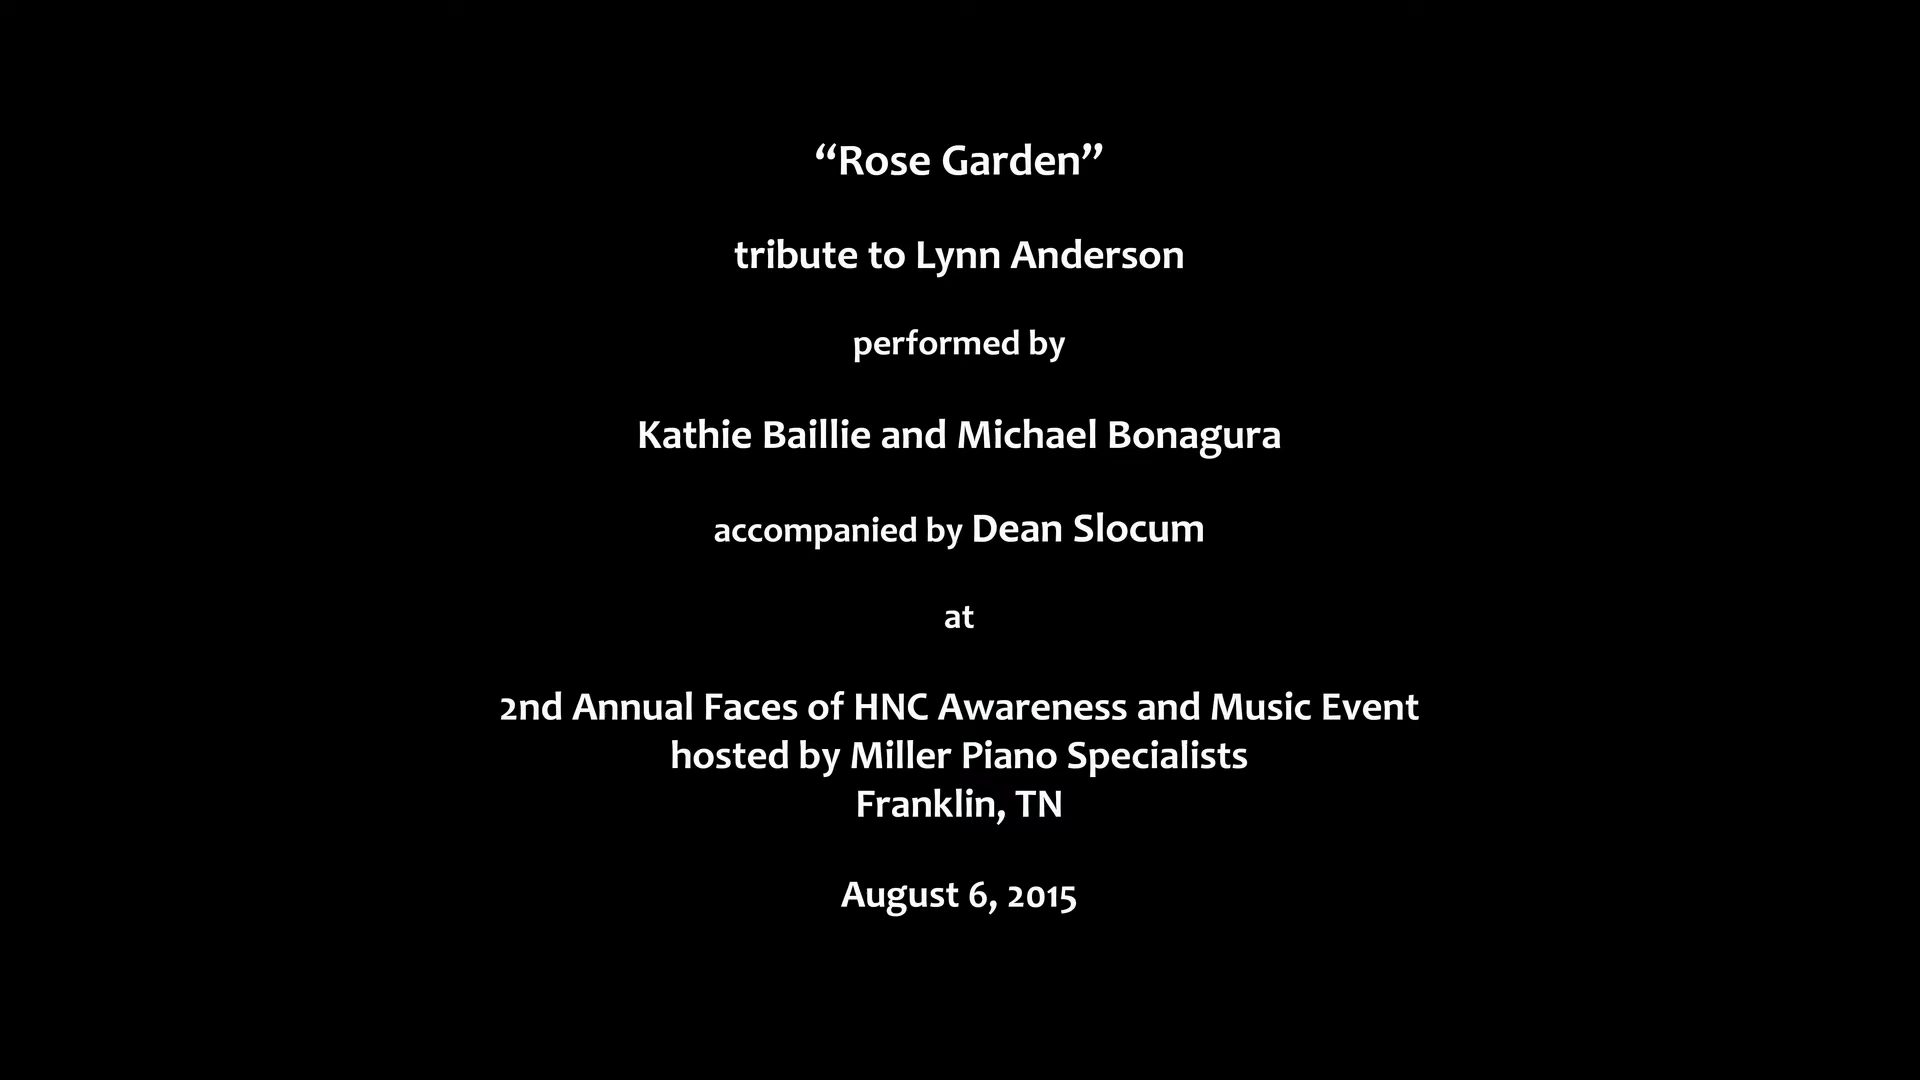 “Rose Garden”
tribute to Lynn Anderson
performed by
Kathie Baillie and Michael Bonagura
accompanied by Dean Slocum
at
2nd Annual Faces of HNC Awareness and Music Event
hosted by Miller Piano Specialists
Franklin, TN
August 6, 2015